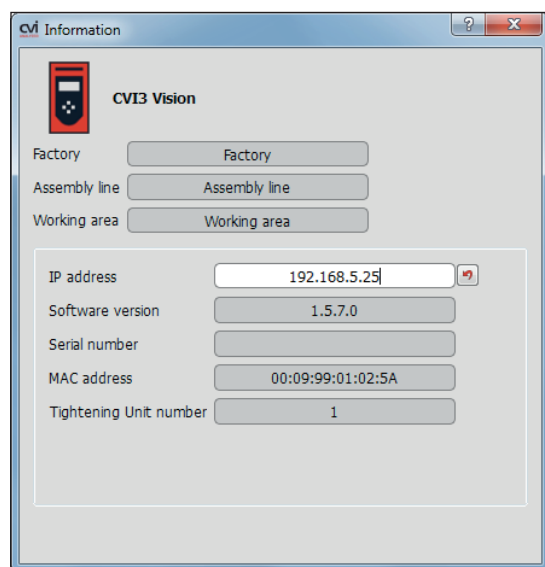 cvi Information
?
CVI3 Vision
Factory Factory
Assembly line Assembly line
Working area Working area
IP address 192.168.5.25
Software version 1.5.7.0
Serial number
MAC address 00:09:99:01:02:5A
Tightening Unit number 1